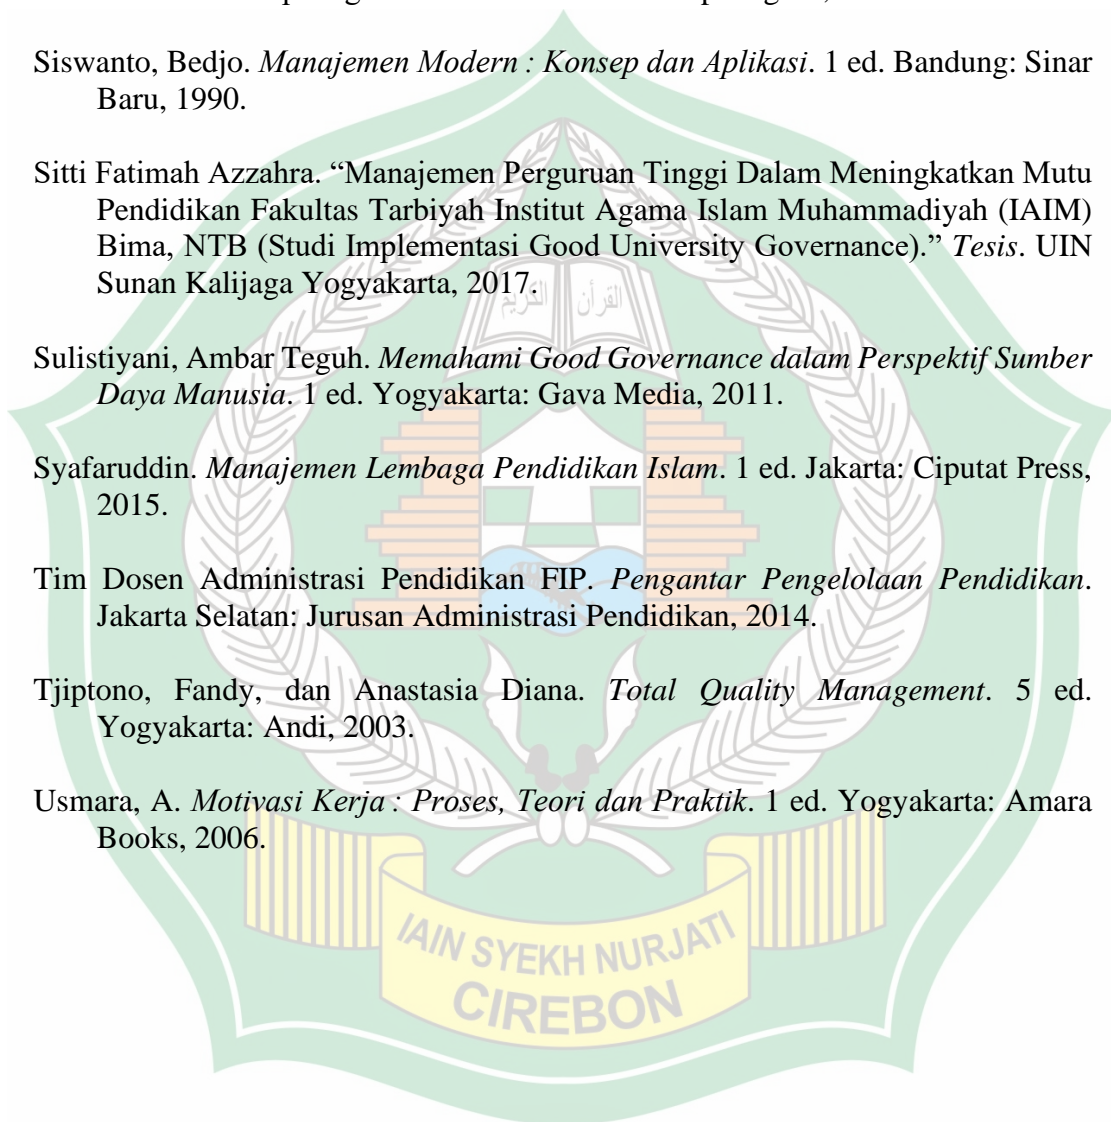 Siswanto, Bedjo. Manajemen Modern : Konsep dan Aplikasi. 1 ed. Bandung: Sinar
Baru, 1990.
Sitti Fatimah Azzahra. “Manajemen Perguruan Tinggi Dalam Meningkatkan Mutu
Pendidikan Fakultas Tarbiyah Institut Agama Islam Muhammadiyah (IAIM)
Bima, NTB (Studi Implementasi Good University Governance).” Tesis. UIN
Sunan Kalijaga Yogyakarta, 2017.
القرأن الكريم
Sulistiyani, Ambar Teguh. Memahami Good Governance dalam Perspektif Sumber
Daya Manusia. 1 ed. Yogyakarta: Gava Media, 2011.
Syafaruddin. Manajemen Lembaga Pendidikan Islam. 1 ed. Jakarta: Ciputat Press,
2015.
Tim Dosen Administrasi Pendidikan FIP. Pengantar Pengelolaan Pendidikan.
Jakarta Selatan: Jurusan Administrasi Pendidikan, 2014.
Tjiptono, Fandy, dan Anastasia Diana. Total Quality Management. 5 ed.
Yogyakarta: Andi, 2003.
Usmara, A. Motivasi Kerja : Proses, Teori dan Praktik. 1 ed. Yogyakarta: Amara
Books, 2006.
IAIN SYEKH NURJATI
CIREBON